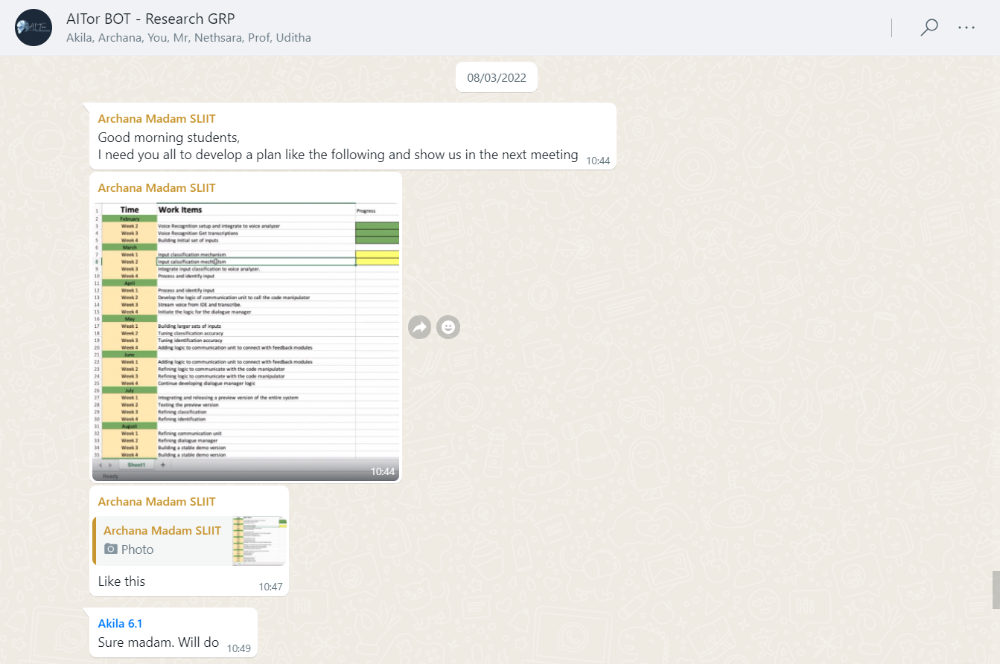 AITor BOT - Research GRP
Akila, Archana, You, Mr, Nethsara, Prof, Uditha
08/03/2022
Archana Madam SLIIT
Good morning students,
I need you all to develop a plan like the following and show us in the next meeting 10:44
Archana Madam SLIIT
1 Time Work Items Progress
2 February
3 Week 2 Voice Recognition setup and integrate to voice analyzer
4 Week 3 Voice Recognition Get transcriptions
5 Week 4 Building Initial set of inputs
6 March
7 Week 1 Input classification mechanism
8 Week 2 Input calssification mechanism
9 Week 3 Integrate input classification to voice analyzer.
10 Week 4 Process and identify input
11 April
12 Week 1 Process and identify input
13 Week 2 Develop the logic of communication unit to call the code manipulator
14 Week 3 Stream voice from IDE and transcribe.
15 Week 4 Initiate the logic for the dialogue manager
16 May
17 Week 1 Building larger sets of inputs
18 Week 2 Tuning classification accuracy
19 Week 3 Tuning identifcation accuracy
20 Week 4 Adding logic to communication unit to connect with feedback modules
21 June
22 Week 1 Adding logic to communication unit to connect with feedback modules
23 Week 2 Refining logic to communicate with the code manipulator
24 Week 3 Refining logic to communicate with the code manipulator
25 Week 4 Continue developing dialogue manager logic
26 July
27 Week 1 Integrating and releasing a preview version of the entire system
28 Week 2 Testing the preview version
29 Week 3 Refining classification
30 Week 4 Refining identifcation
31 August
32 Week 1 Refining communication unit
33 Week 2 Refining dialogue manager
34 Week 3 Building a stable demo version
35 Week 4 Building a stable demo version
Sheet1 +
Ready
10:44
Archana Madam SLIIT
Archana Madam SLIIT
Photo
Like this 10:47
Akila 6.1
Sure madam. Will do 10:49